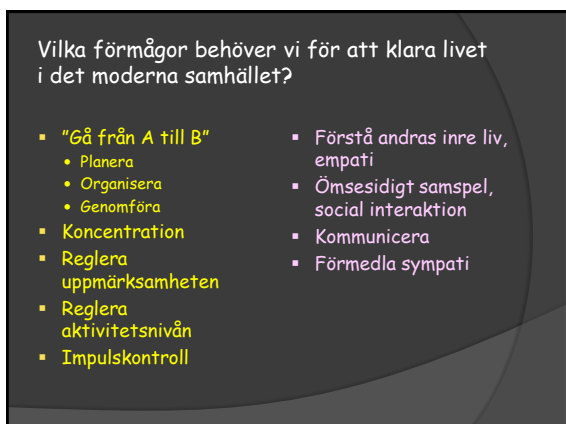 Vilka förmågor behöver vi för att klara livet
i det moderna samhället?
▪ ”Gå från A till B”
• Planera
• Organisera
• Genomföra
▪ Koncentration
▪ Reglera
uppmärksamheten
▪ Reglera
aktivitetsnivån
▪ Impulskontroll
▪ Förstå andras inre liv,
empati
▪ Ömsesidigt samspel,
social interaktion
▪ Kommunicera
▪ Förmedla sympati